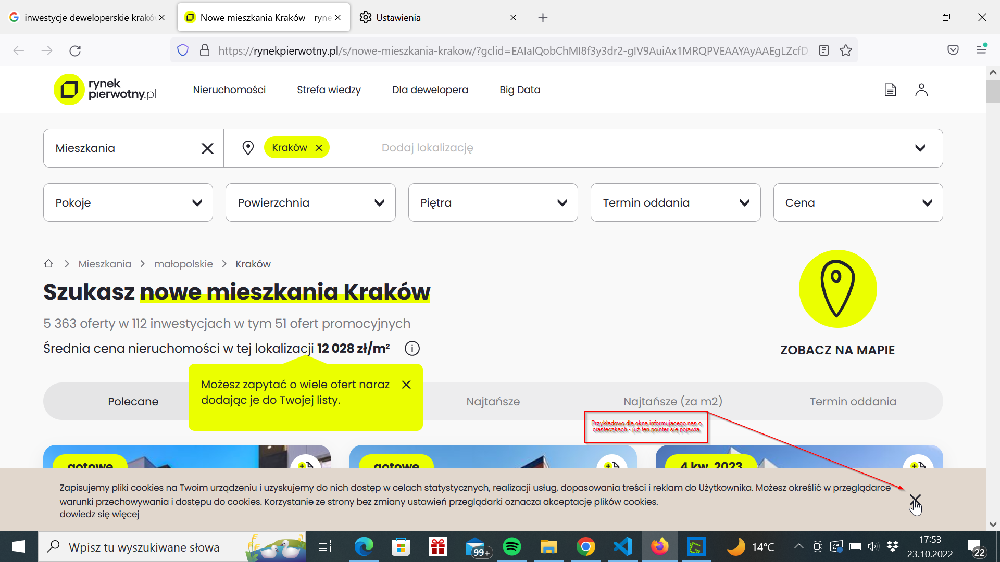 inwestycje deweloperskie krakóv
Nowe mieszkania Kraków - ryne
Ustawienia
https://rynekpierwotny.pl/s/nowe-mieszkania-krakow/?gclid=EAIaIQobChMI8f3y3dr2-gIV9AuiAx1MRQPVEAAYAyAAEgLZcfD_
rynek
pierwotny.pl
Nieruchomości
Strefa wiedzy
Dla dewelopera
Big Data
Mieszkania
Kraków
Dodaj lokalizację
Pokoje
Powierzchnia
Piętra
Termin oddania
Cena
Mieszkania
małopolskie
Kraków
Szukasz nowe mieszkania Kraków
5 363 oferty w 112 inwestycjach w tym 51 ofert promocyjnych
Średnia cena nieruchomości w tej lokalizacji 12 028 zł/m²
ZOBACZ NA MAPIE
Możesz zapytać o wiele ofert naraz
dodając je do Twojej listy.
Polecane
Najtańsze
Najtańsze (za m2)
Termin oddania
Przykładowo dla okna informujacego nas o
ciasteczkach - już ten pointer się pojawia
gotowe
gotowe
4 kw. 2023
Zapisujemy pliki cookies na Twoim urządzeniu i uzyskujemy do nich dostęp w celach statystycznych, realizacji usług, dopasowania treści i reklam do Użytkownika. Możesz określić w przeglądarce
warunki przechowywania i dostępu do cookies. Korzystanie ze strony bez zmiany ustawień przeglądarki oznacza akceptację plików cookies.
dowiedz się więcej
Wpisz tu wyszukiwane słowa
99+
14°C
17:53
23.10.2022
22